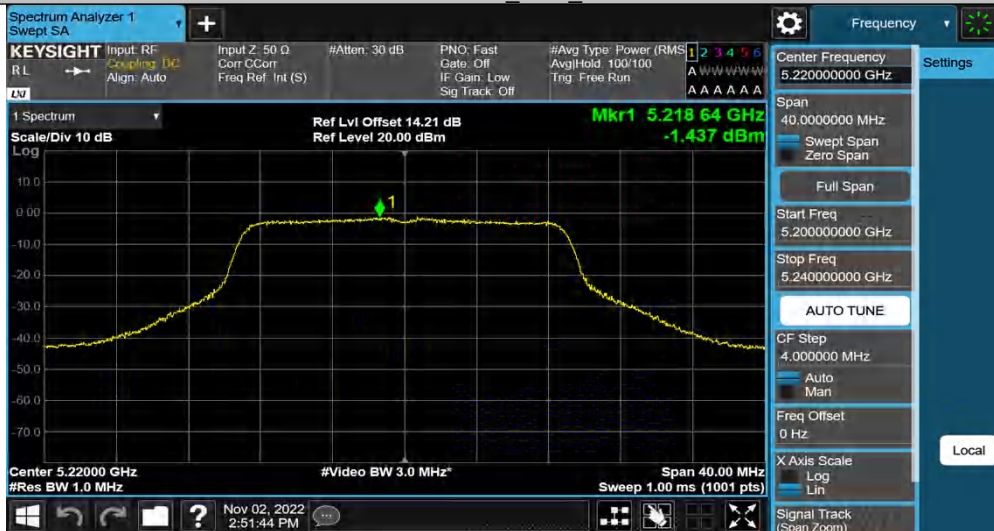 Spectrum Analyzer 1
Swept SA
+
Frequency
KEYSIGHT
RL
LXI
Input: RF
Coupling: DC
Align: Auto
Input Z: 50 Ω
Corr CCorr
Freq Ref: Int (S)
#Atten: 30 dB
PNO: Fast
Gate: Off
IF Gain: Low
Sig Track: Off
#Avg Type: Power (RMS
Avg|Hold: 100/100
Trig: Free Run
1 2 3 4 5 6
A W W W W W
A A A A A A
1 Spectrum
Scale/Div 10 dB
Log
Ref Lvl Offset 14.21 dB
Ref Level 20.00 dBm
Mkr1 5.218 64 GHz
-1.437 dBm
10.0
0.00
-10.0
-20.0
-30.0
-40.0
-50.0
-60.0
-70.0
1
Center 5.22000 GHz
#Res BW 1.0 MHz
#Video BW 3.0 MHz*
Span 40.00 MHz
Sweep 1.00 ms (1001 pts)
Center Frequency
5.220000000 GHz
Span
40.0000000 MHz
Swept Span
Zero Span
Full Span
Start Freq
5.200000000 GHz
Stop Freq
5.240000000 GHz
AUTO TUNE
CF Step
4.000000 MHz
Auto
Man
Freq Offset
0 Hz
X Axis Scale
Log
Lin
Signal Track
(Span Zoom)
Settings
Local
?
Nov 02, 2022
2:51:44 PM